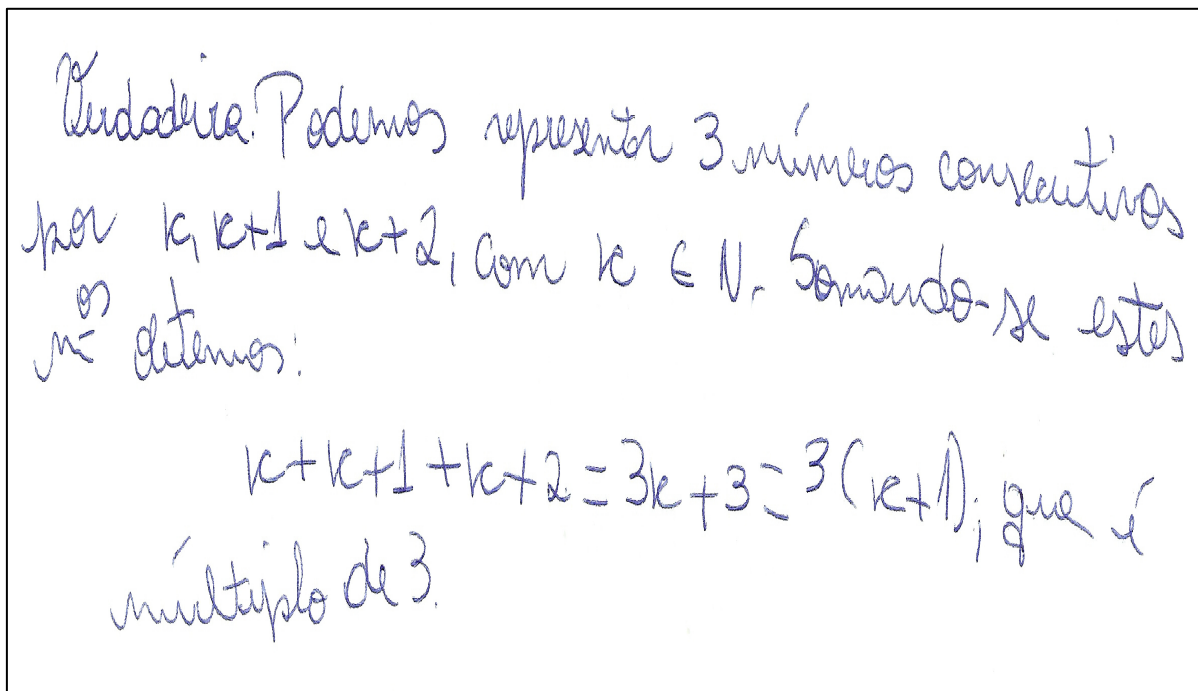 Verdadeira. Podemos representar 3 números consecutivos
por k, k+1 e k+2, com k ∈ N. Somando-se estes
nºs obtemos:
k+k+1+k+2=3k+3=3(k+1), que é
múltiplo de 3.